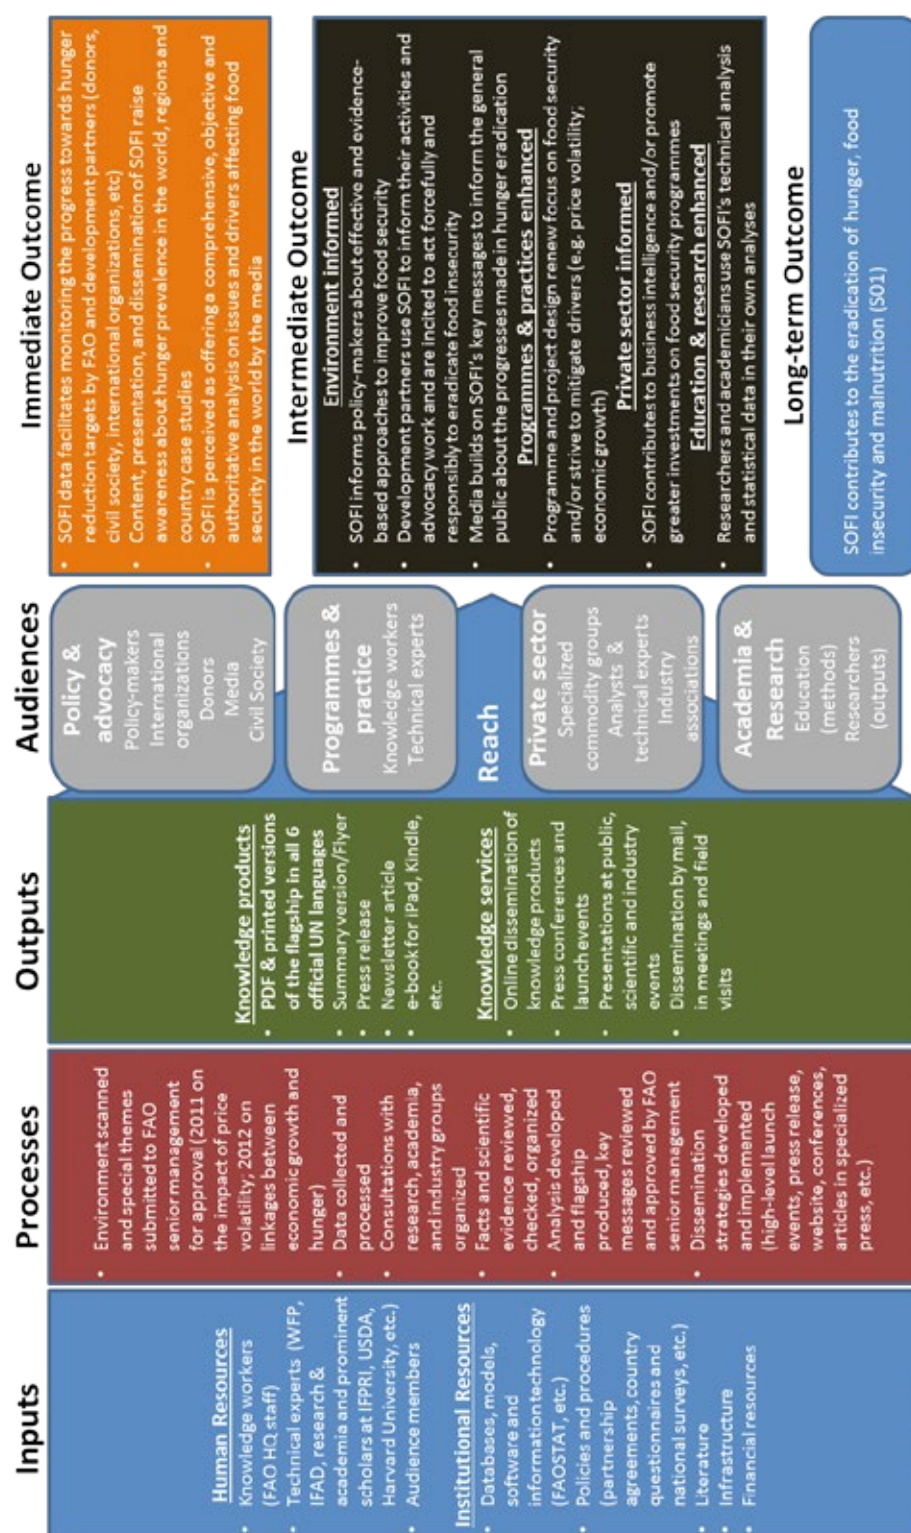 Inputs
Human Resources
• Knowledge workers
(FAO HQ staff)
• Technical experts (WFP,
IFAD, research &
academia and prominent
scholars at IFPRI, USDA,
Harvard University, etc.)
• Audience members
Institutional Resources
• Databases, models,
software and
information technology
(FAOSTAT, etc.)
• Policies and procedures
(partnership
agreements, country
questionnaires and
national surveys, etc.)
• Literature
• Infrastructure
• Financial resources
Processes
• Environment scanned
and special themes
submitted to FAO
senior management
for approval (2011 on
the impact of price
volatility, 2012 on
linkages between
economic growth and
hunger)
• Data collected and
processed
• Consultations with
research, academia,
and industry groups
organized
• Facts and scientific
evidence reviewed,
checked, organized
• Analysis developed
and flagship
produced, key
messages reviewed
and approved by FAO
senior management
• Dissemination
strategies developed
and implemented
(high-level launch
events, press release,
website, conferences,
articles in specialized
press, etc.)
Outputs
Knowledge products
• PDF & printed versions
of the flagship in all 6
official UN languages
• Summary version/Flyer
• Press release
• Newsletter article
• e-book for iPad, Kindle,
etc.
Knowledge services
• Online dissemination of
knowledge products
• Press conferences and
launch events
• Presentations at public,
scientific and industry
events
• Dissemination by mail,
in meetings and field
visits
Audiences
Policy &
advocacy
Policy-makers
International
organizations
Donors
Media
Civil Society
Programmes &
practice
Knowledge workers
Technical experts
Reach
Private sector
Specialized
commodity groups
Analysts &
technical experts
Industry
associations
Academia &
Research
Education
(methods)
Researchers
(outputs)
Immediate Outcome
• SOFI data facilitates monitoring the progress towards hunger
reduction targets by FAO and development partners (donors,
civil society, international organizations, etc)
• Content, presentation, and dissemination of SOFI raise
awareness about hunger prevalence in the world, regions and
country case studies
• SOFI is perceived as offering a comprehensive, objective and
authoritative analysis on issues and drivers affecting food
security in the world by the media
Intermediate Outcome
Environment informed
• SOFI informs policy-makers about effective and evidence-
based approaches to improve food security
• Development partners use SOFI to inform their activities and
advocacy work and are incited to act forcefully and
responsibly to eradicate food insecurity
• Media builds on SOFI's key messages to inform the general
public about the progresses made in hunger eradication
Programmes & practices enhanced
• Programme and project design renew focus on food security
and/or strive to mitigate drivers (e.g. price volatility;
economic growth)
Private sector informed
• SOFI contributes to business intelligence and/or promote
greater investments on food security programmes
Education & research enhanced
• Researchers and academicians use SOFI's technical analysis
and statistical data in their own analyses
Long-term Outcome
SOFI contributes to the eradication of hunger, food
insecurity and malnutrition (SO1)